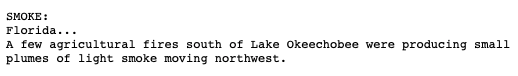 SMOKE:
Florida...
A few agricultural fires south of Lake Okeechobee were producing small
plumes of light smoke moving northwest.